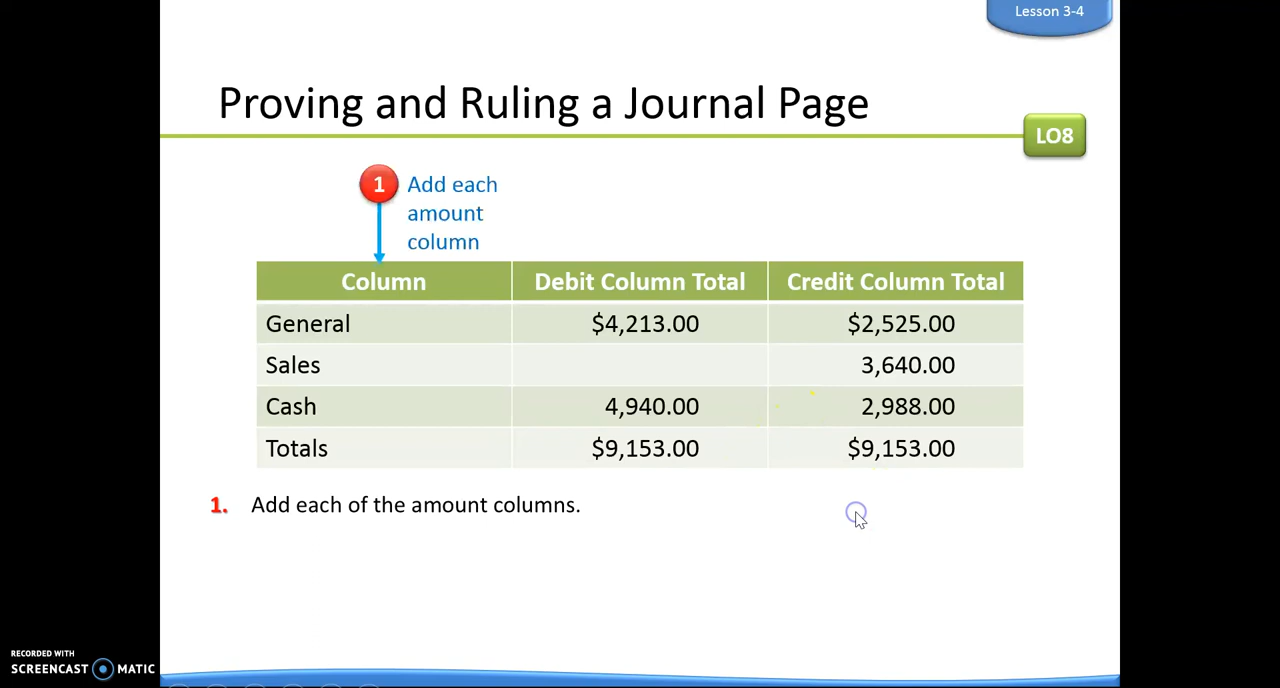 Lesson 3-4
Proving and Ruling a Journal Page
LO8
1 Add each
amount
column
Column Debit Column Total Credit Column Total
General $4,213.00 $2,525.00
Sales 3,640.00
Cash 4,940.00 2,988.00
Totals $9,153.00 $9,153.00
1. Add each of the amount columns.
RECORDED WITH
SCREENCAST MATIC